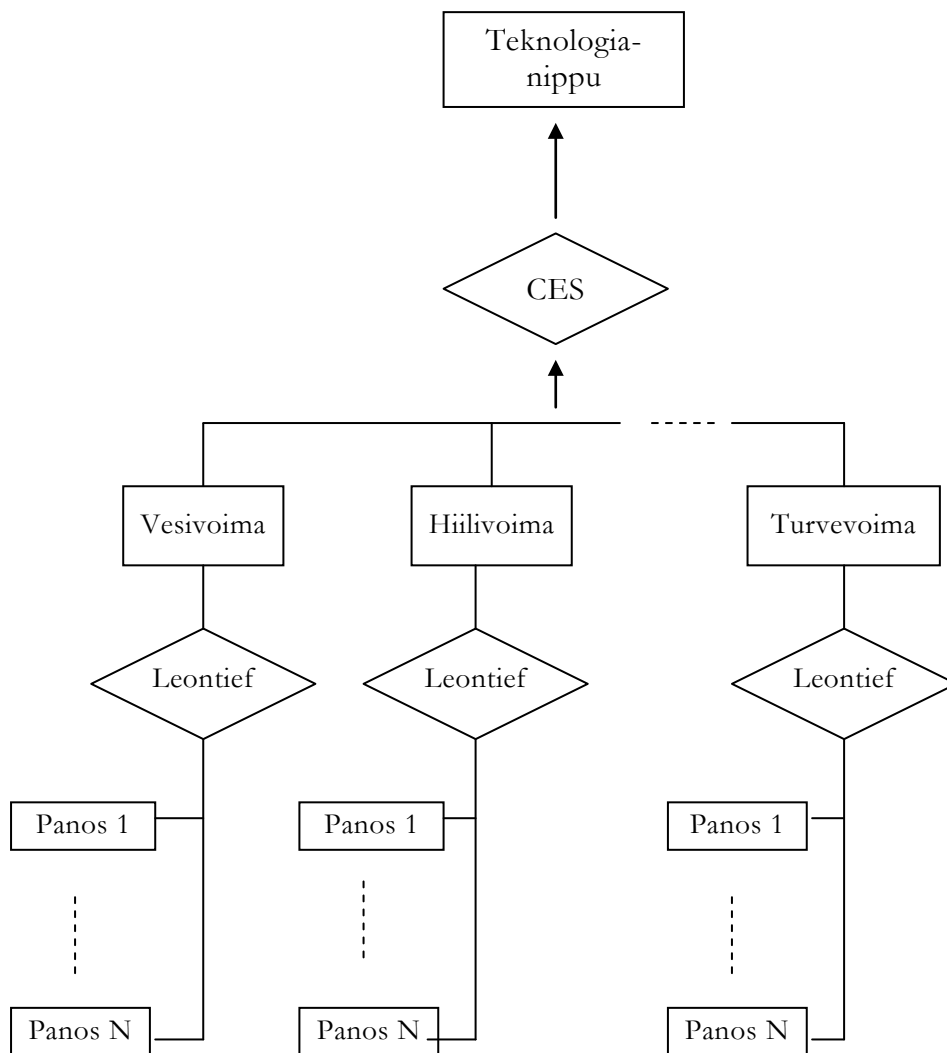 Teknologia-
nippu
CES
Vesivoima
Hiilivoima
Turvevoima
Leontief
Leontief
Leontief
Panos 1
Panos 1
Panos 1
Panos N
Panos N
Panos N